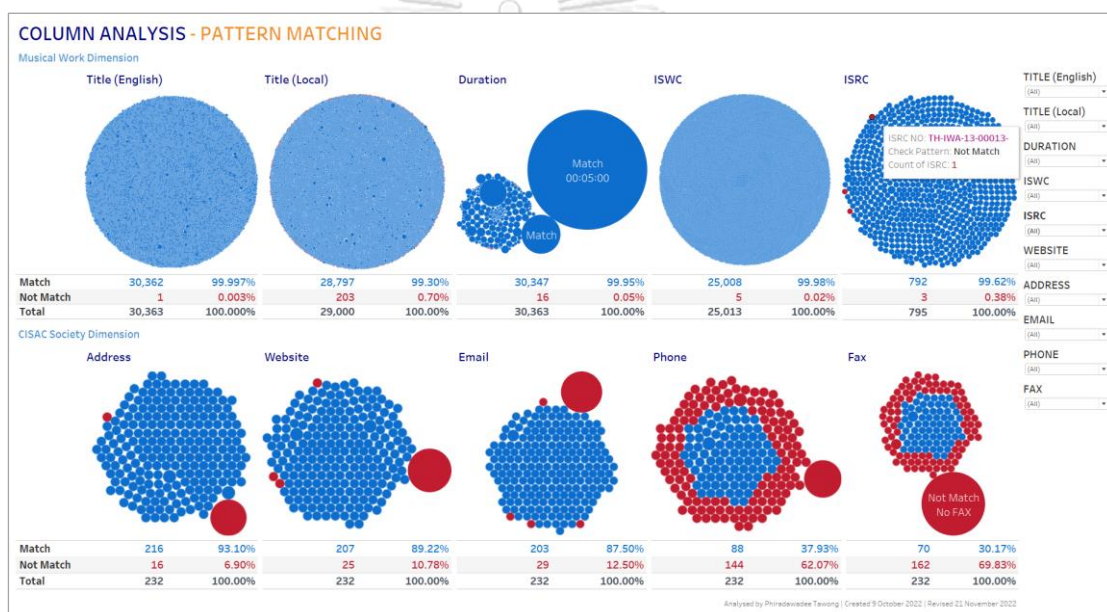 COLUMN ANALYSIS - PATTERN MATCHING
Musical Work Dimension
Title (English) Title (Local) Duration ISWC ISRC
Match
00:05:00
Match
ISRC NO: TH-IWA-13-00013-
Check Pattern: Not Match
Count of ISRC: 1
Match 30,362 99.997% 28,797 99.30% 30,347 99.95% 25,008 99.98% 792 99.62%
Not Match 1 0.003% 203 0.70% 16 0.05% 5 0.02% 3 0.38%
Total 30,363 100.000% 29,000 100.00% 30,363 100.00% 25,013 100.00% 795 100.00%
CISAC Society Dimension
Address Website Email Phone Fax
Not Match
No FAX
Match 216 93.10% 207 89.22% 203 87.50% 88 37.93% 70 30.17%
Not Match 16 6.90% 25 10.78% 29 12.50% 144 62.07% 162 69.83%
Total 232 100.00% 232 100.00% 232 100.00% 232 100.00% 232 100.00%
TITLE (English)
(All)
TITLE (Local)
(All)
DURATION
(All)
ISWC
(All)
ISRC
(All)
WEBSITE
(All)
ADDRESS
(All)
EMAIL
(All)
PHONE
(All)
FAX
(All)
Analysed by Phiradawadee Tawong | Created 9 October 2022 | Revised 21 November 2022